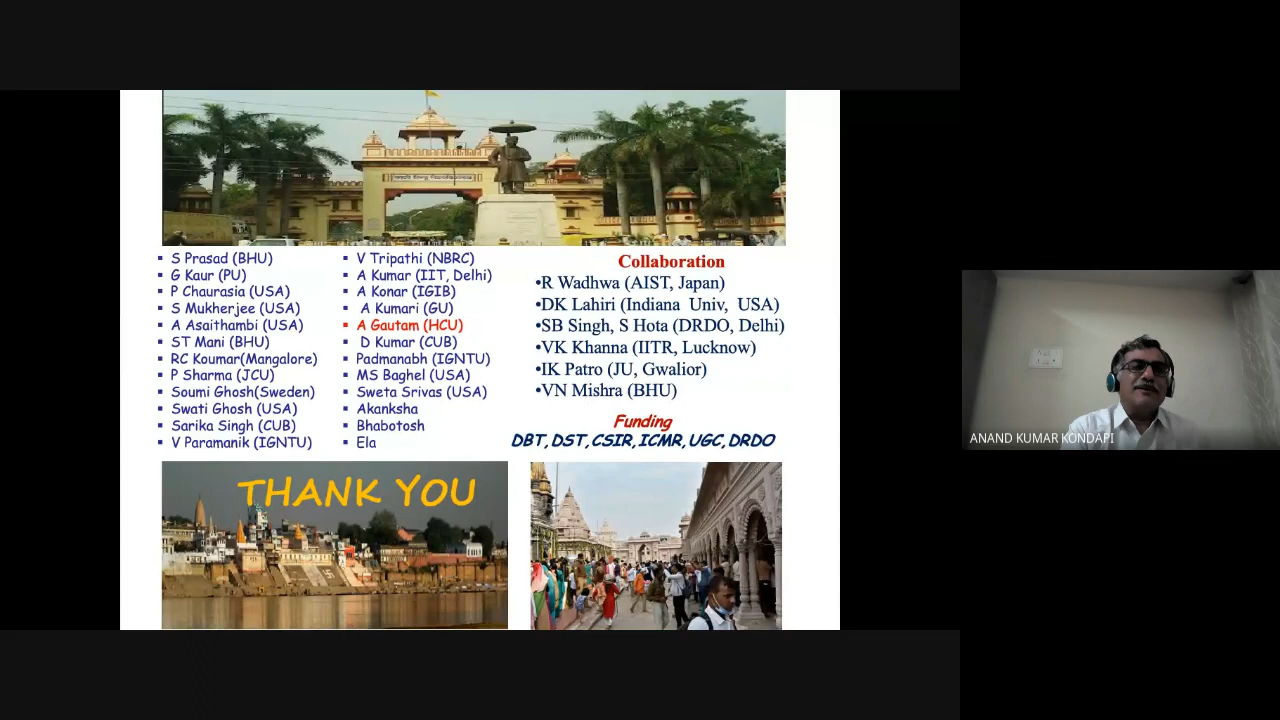 S Prasad (BHU)
G Kaur (PU)
P Chaurasia (USA)
S Mukherjee (USA)
A Asaithambi (USA)
ST Mani (BHU)
RC Koumar(Mangalore)
P Sharma (JCU)
Soumi Ghosh(Sweden)
Swati Ghosh (USA)
Sarika Singh (CUB)
V Paramanik (IGNTU)
V Tripathi (NBRC)
A Kumar (IIT, Delhi)
A Konar (IGIB)
A Kumari (GU)
A Gautam (HCU)
D Kumar (CUB)
Padmanabh (IGNTU)
MS Baghel (USA)
Sweta Srivas (USA)
Akanksha
Bhabotosh
Ela
Collaboration
•R Wadhwa (AIST, Japan)
•DK Lahiri (Indiana Univ, USA)
•SB Singh, S Hota (DRDO, Delhi)
•VK Khanna (IITR, Lucknow)
•IK Patro (JU, Gwalior)
•VN Mishra (BHU)
Funding
DBT, DST, CSIR, ICMR, UGC, DRDO
THANK YOU
ANAND KUMAR KONDAPI